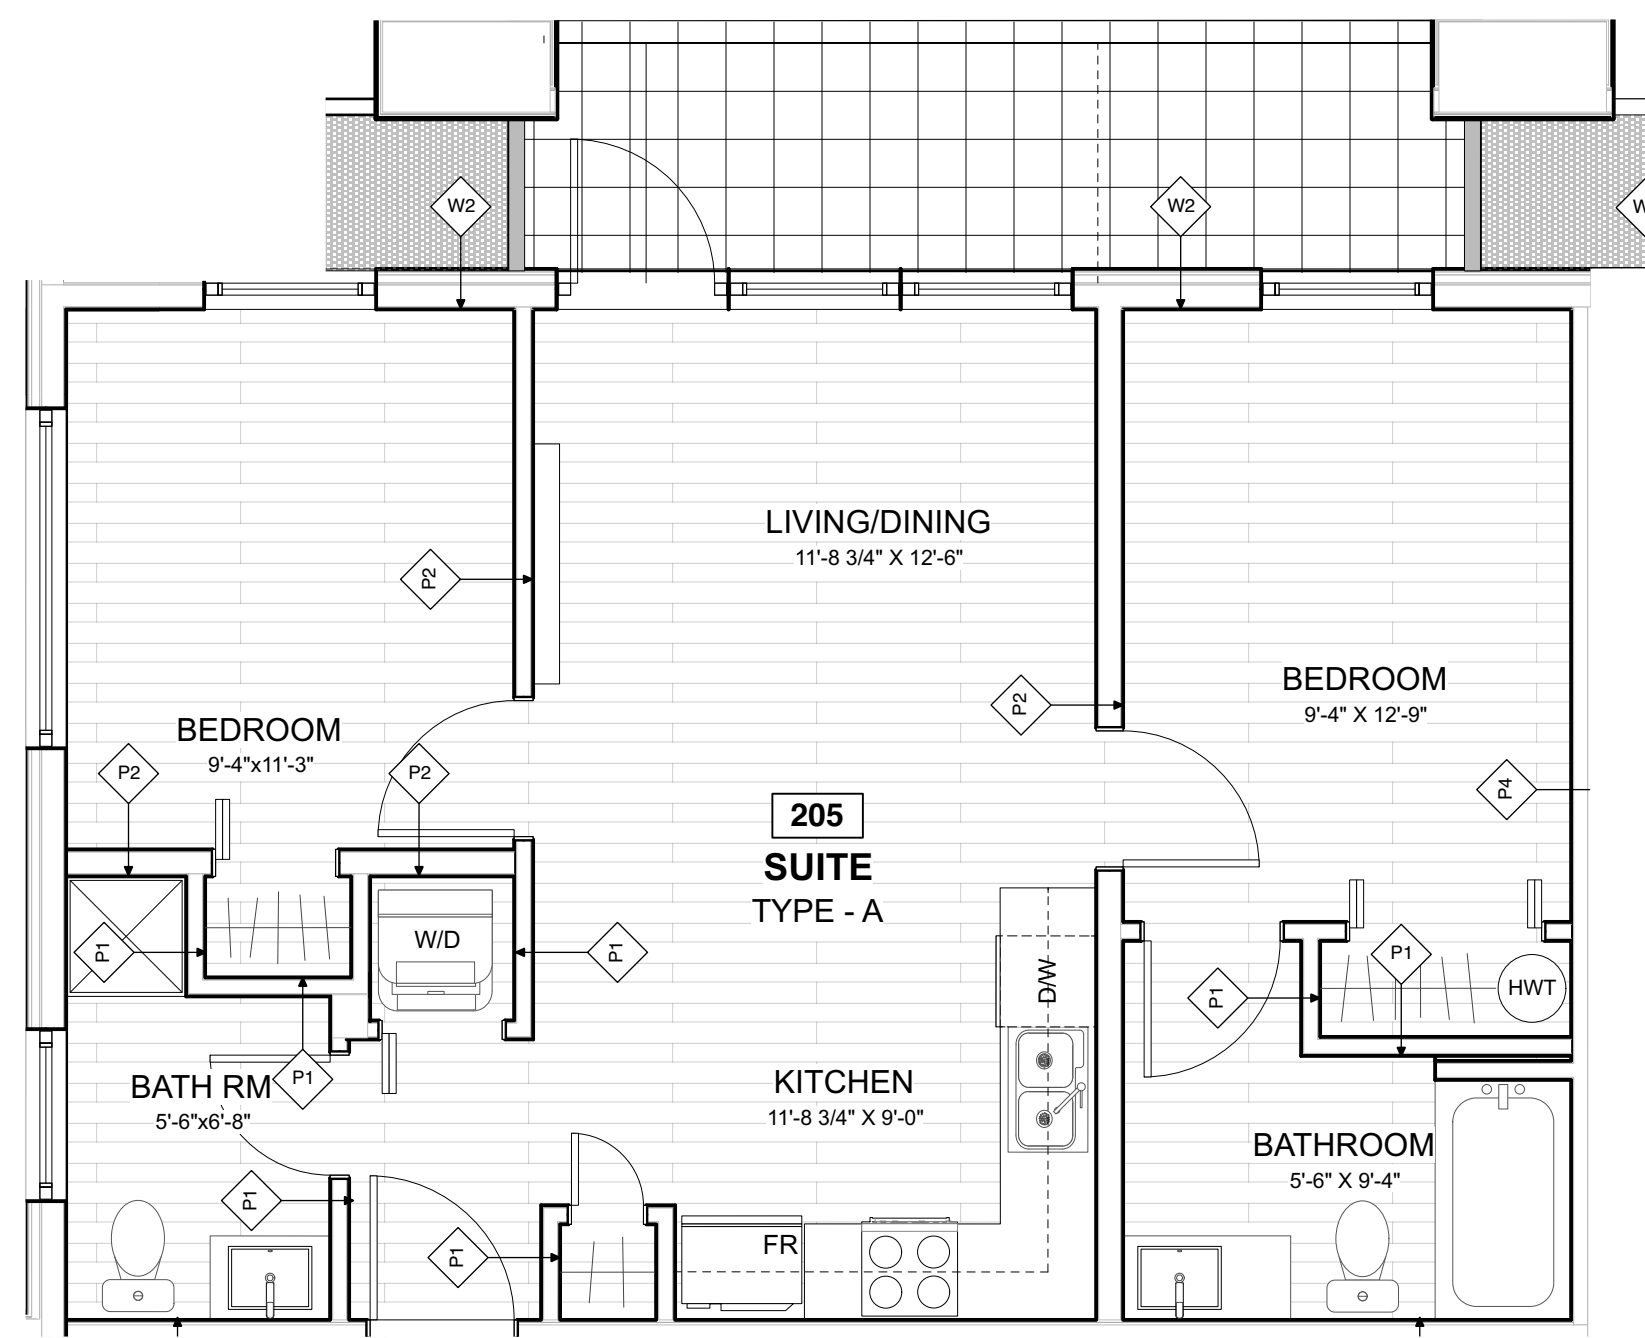 W2
W2
W
LIVING/DINING
11'-8 3/4" X 12'-6"
P2
BEDROOM
9'-4" X 12'-9"
P2
BEDROOM
9'-4"x11'-3"
P2
P2
P4
205
SUITE
TYPE - A
W/D
P1
P1
P1
D/W
P1
HWT
P1
BATH RM
5'-6"x6'-8"
KITCHEN
11'-8 3/4" X 9'-0"
BATHROOM
5'-6" X 9'-4"
P1
P1
FR